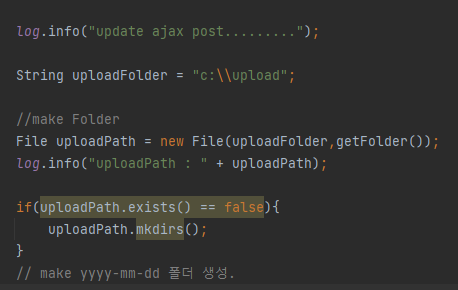 log.info("update ajax post.........");
String uploadFolder = "c:\\upload";
//make Folder
File uploadPath = new File(uploadFolder,getFolder());
log.info("uploadPath : " + uploadPath);
if(uploadPath.exists() == false){
uploadPath.mkdirs();
}
// make yyyy-mm-dd 폴더 생성.